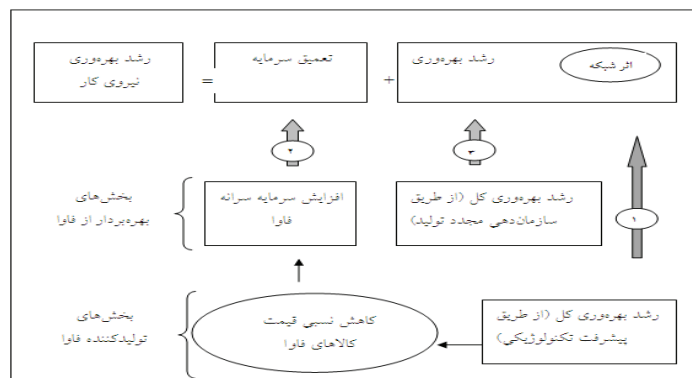 رشد بهره‌وری
نیروی کار
=
تعمیق سرمایه
+
رشد بهره‌وری
اثر شبکه
۲
۳
۱
بخش‌های
بهره‌بردار از فاوا
افزایش سرمایه سرانه
فاوا
رشد بهره‌وری کل (از طریق
سازمان‌دهی مجدد تولید)
بخش‌های
تولیدکننده فاوا
کاهش نسبی قیمت
کالاهای فاوا
رشد بهره‌وری کل (از طریق
پیشرفت تکنولوژیکی)